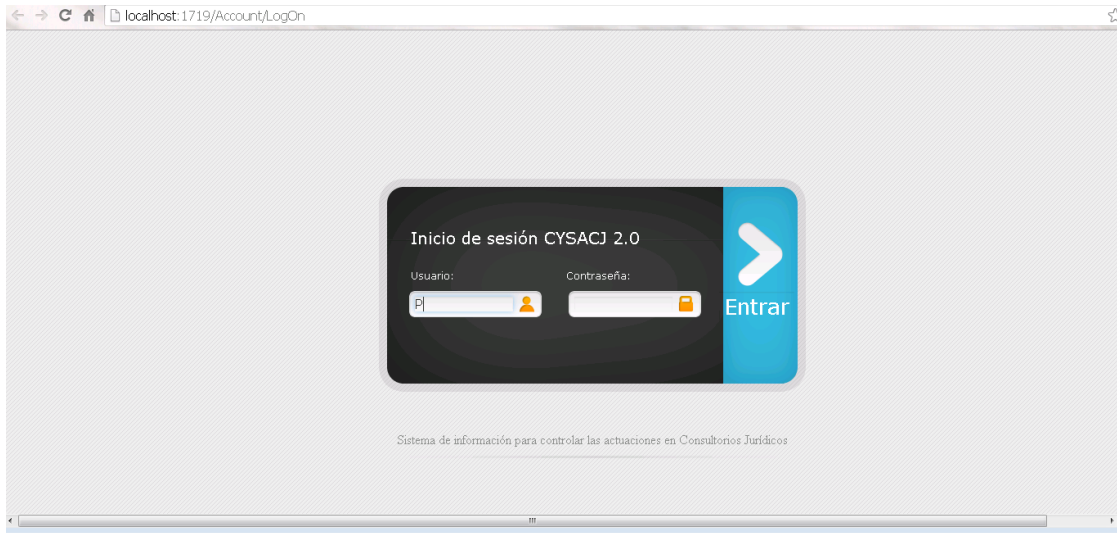 localhost:1719/Account/LogOn
Inicio de sesión CYSACJ 2.0
Usuario:
Contraseña:
p
Entrar
Sistema de información para controlar las actuaciones en Consultorios Jurídicos